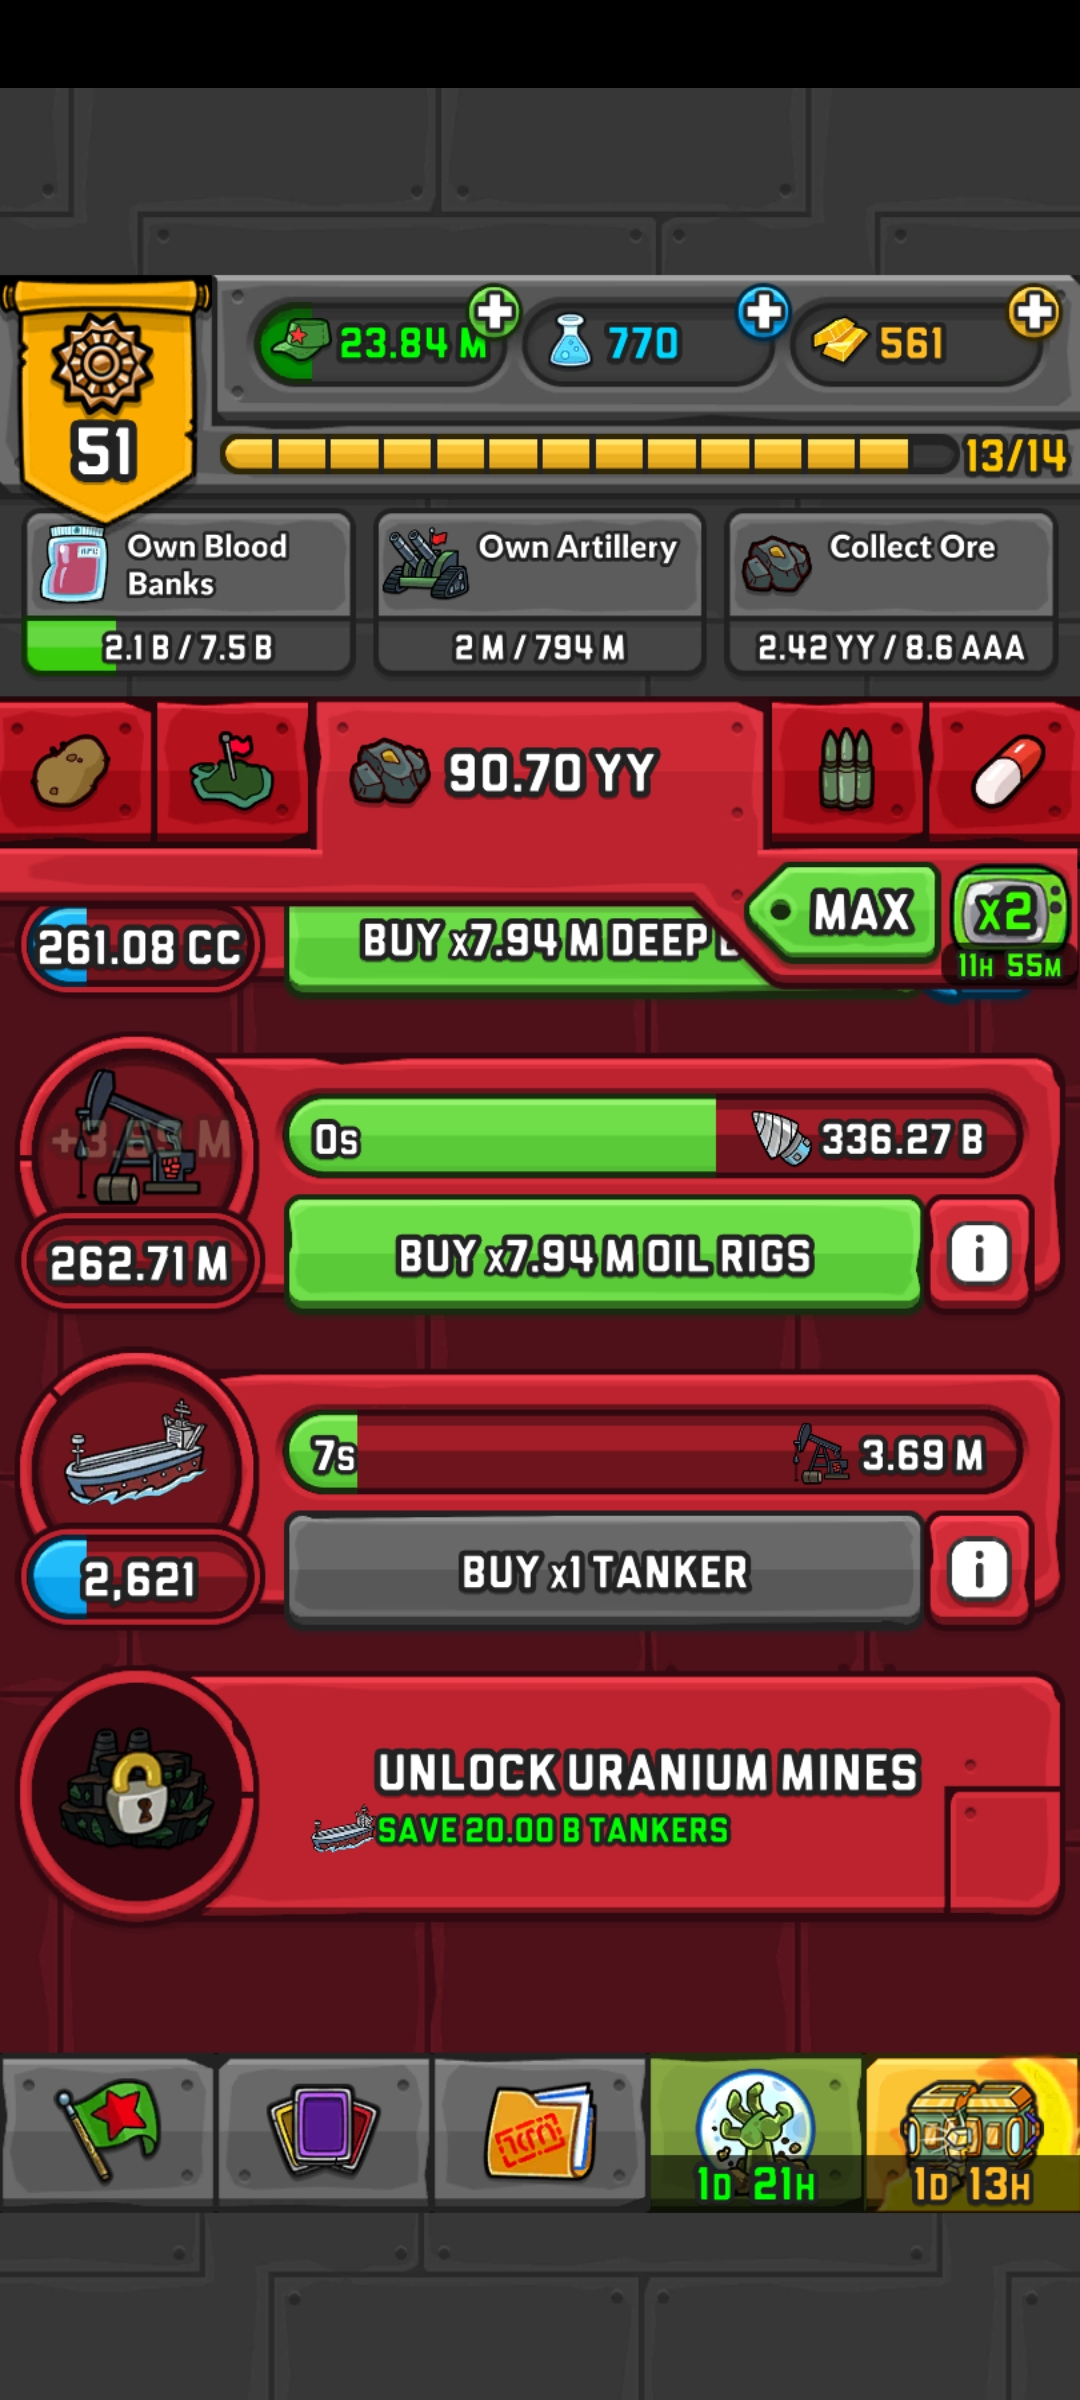 23.84 M
770
561
51
13/14
Own Blood
Banks
2.1 B / 7.5 B
Own Artillery
2 M / 794 M
Collect Ore
2.42 YY / 8.6 AAA
90.70 YY
MAX
x2
11H 55M
261.08 CC
BUY x7.94 M DEEP
0s
336.27 B
262.71 M
BUY x7.94 M OIL RIGS
7s
3.69 M
2,621
BUY x1 TANKER
UNLOCK URANIUM MINES
SAVE 20.00 B TANKERS
1D 21H
1D 13H